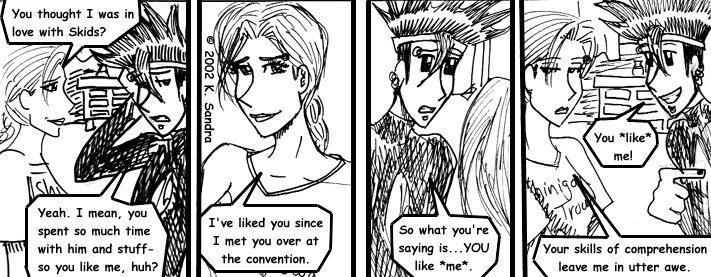 You thought I was in
love with Skids?
Yeah. I mean, you
spent so much time
with him and stuff-
so you like me, huh?
© 2002 K. Sandra
I've liked you since
I met you over at
the convention.
So what you're
saying is...YOU
like *me*.
You *like*
me!
Your skills of comprehension
leave me in utter awe.